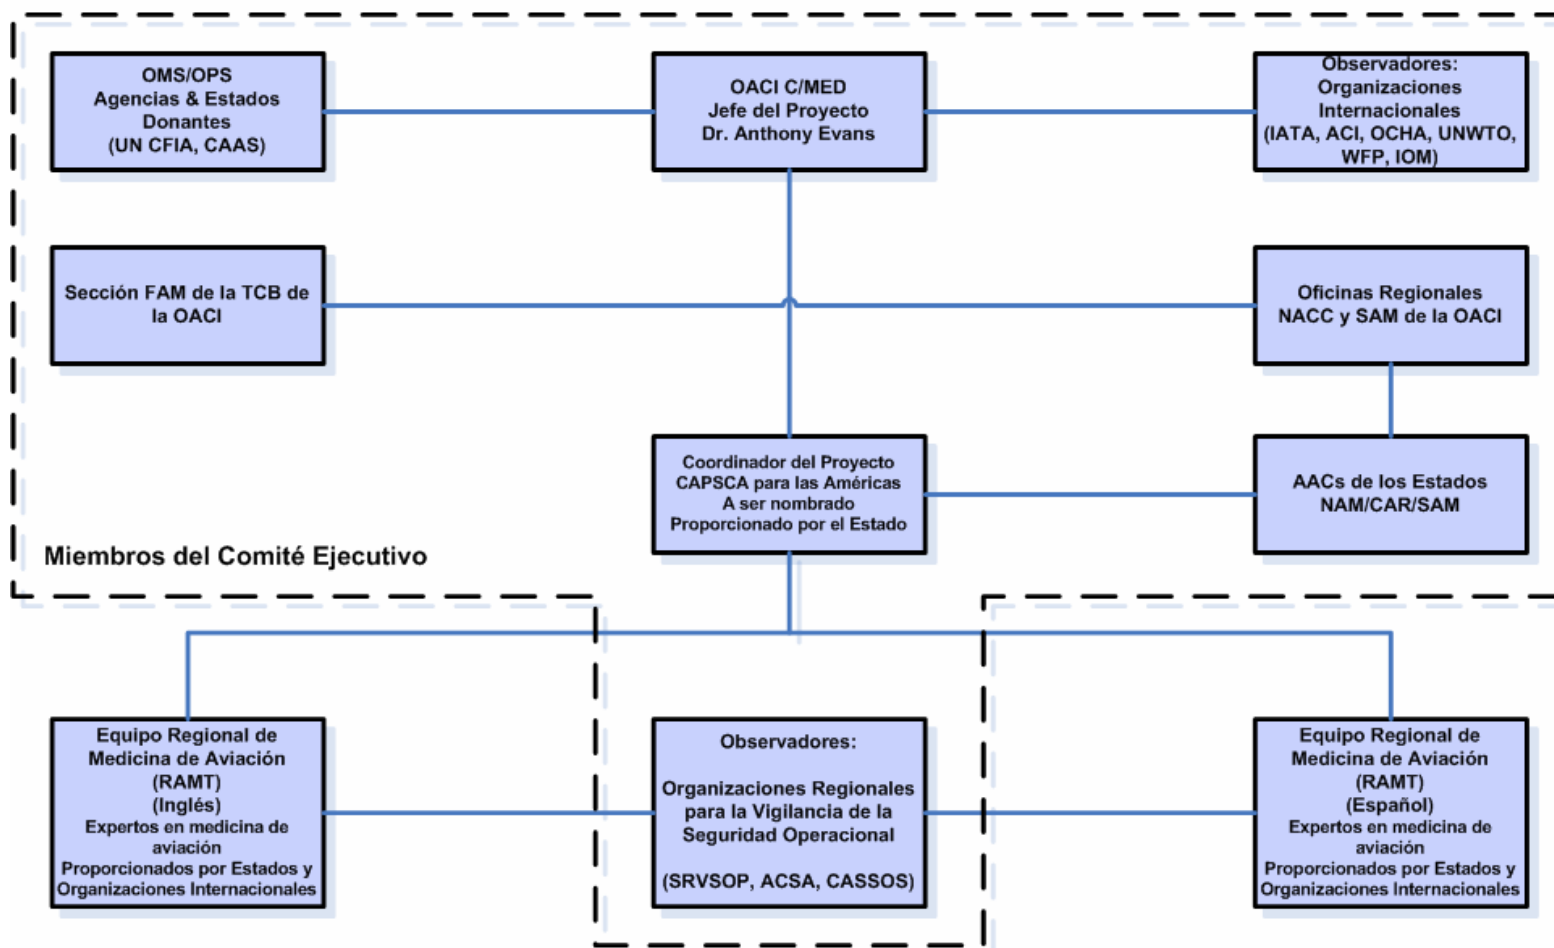 OMS/OPS
Agencias & Estados
Donantes
(UN CFIA, CAAS)
OACI C/MED
Jefe del Proyecto
Dr. Anthony Evans
Observadores:
Organizaciones
Internacionales
(IATA, ACI, OCHA, UNWTO,
WFP, IOM)
Sección FAM de la TCB de
la OACI
Oficinas Regionales
NACC y SAM de la OACI
Coordinador del Proyecto
CAPSCA para las Américas
A ser nombrado
Proporcionado por el Estado
AACs de los Estados
NAM/CAR/SAM
Miembros del Comité Ejecutivo
Equipo Regional de
Medicina de Aviación
(RAMT)
(Inglés)
Expertos en medicina de
aviación
Proporcionados por Estados y
Organizaciones Internacionales
Observadores:
Organizaciones Regionales
para la Vigilancia de la
Seguridad Operacional
(SRVSOP, ACSA, CASSOS)
Equipo Regional de
Medicina de Aviación
(RAMT)
(Español)
Expertos en medicina de
aviación
Proporcionados por Estados y
Organizaciones Internacionales